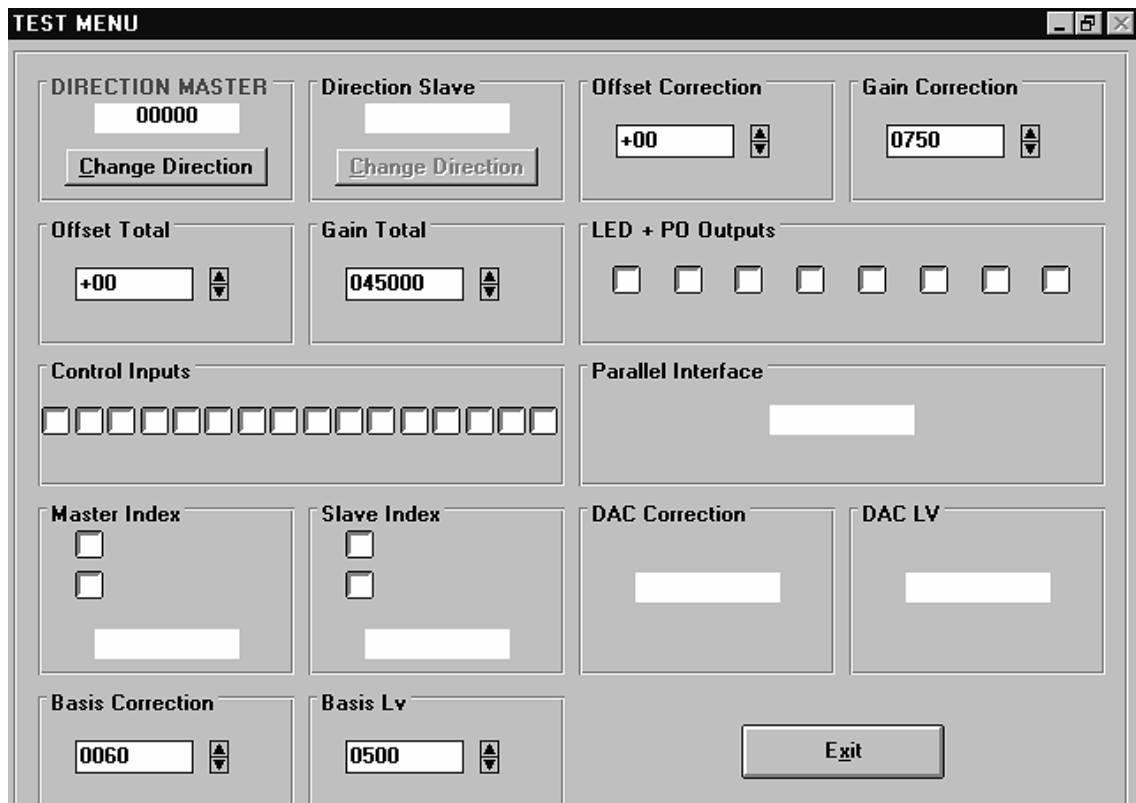 TEST MENU
DIRECTION MASTER
00000
Change Direction
Direction Slave
Change Direction
Offset Correction
+00
Gain Correction
0750
Offset Total
+00
Gain Total
045000
LED + PO Outputs
Control Inputs
Parallel Interface
Master Index
Slave Index
DAC Correction
DAC LV
Basis Correction
0060
Basis Lv
0500
Exit